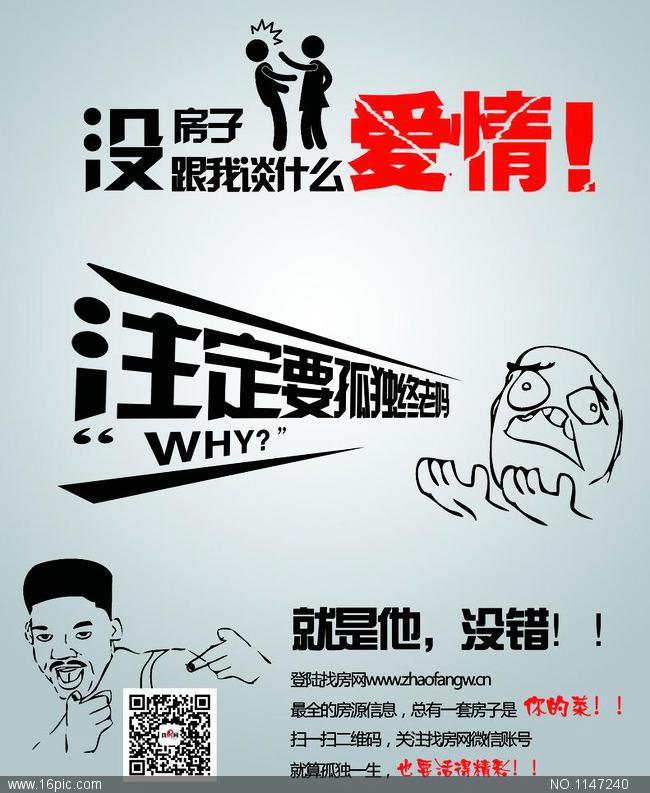 没房子
跟我谈什么爱情！
注定要孤独终老吗
“WHY?”
就是他，没错！！
登陆找房网www.zhaofangw.cn
最全的房源信息，总有一套房子是 你的菜！！
扫一扫二维码，关注找房网微信账号
就算孤独一生，也要活得精彩！！
www.16pic.com
NO.1147240